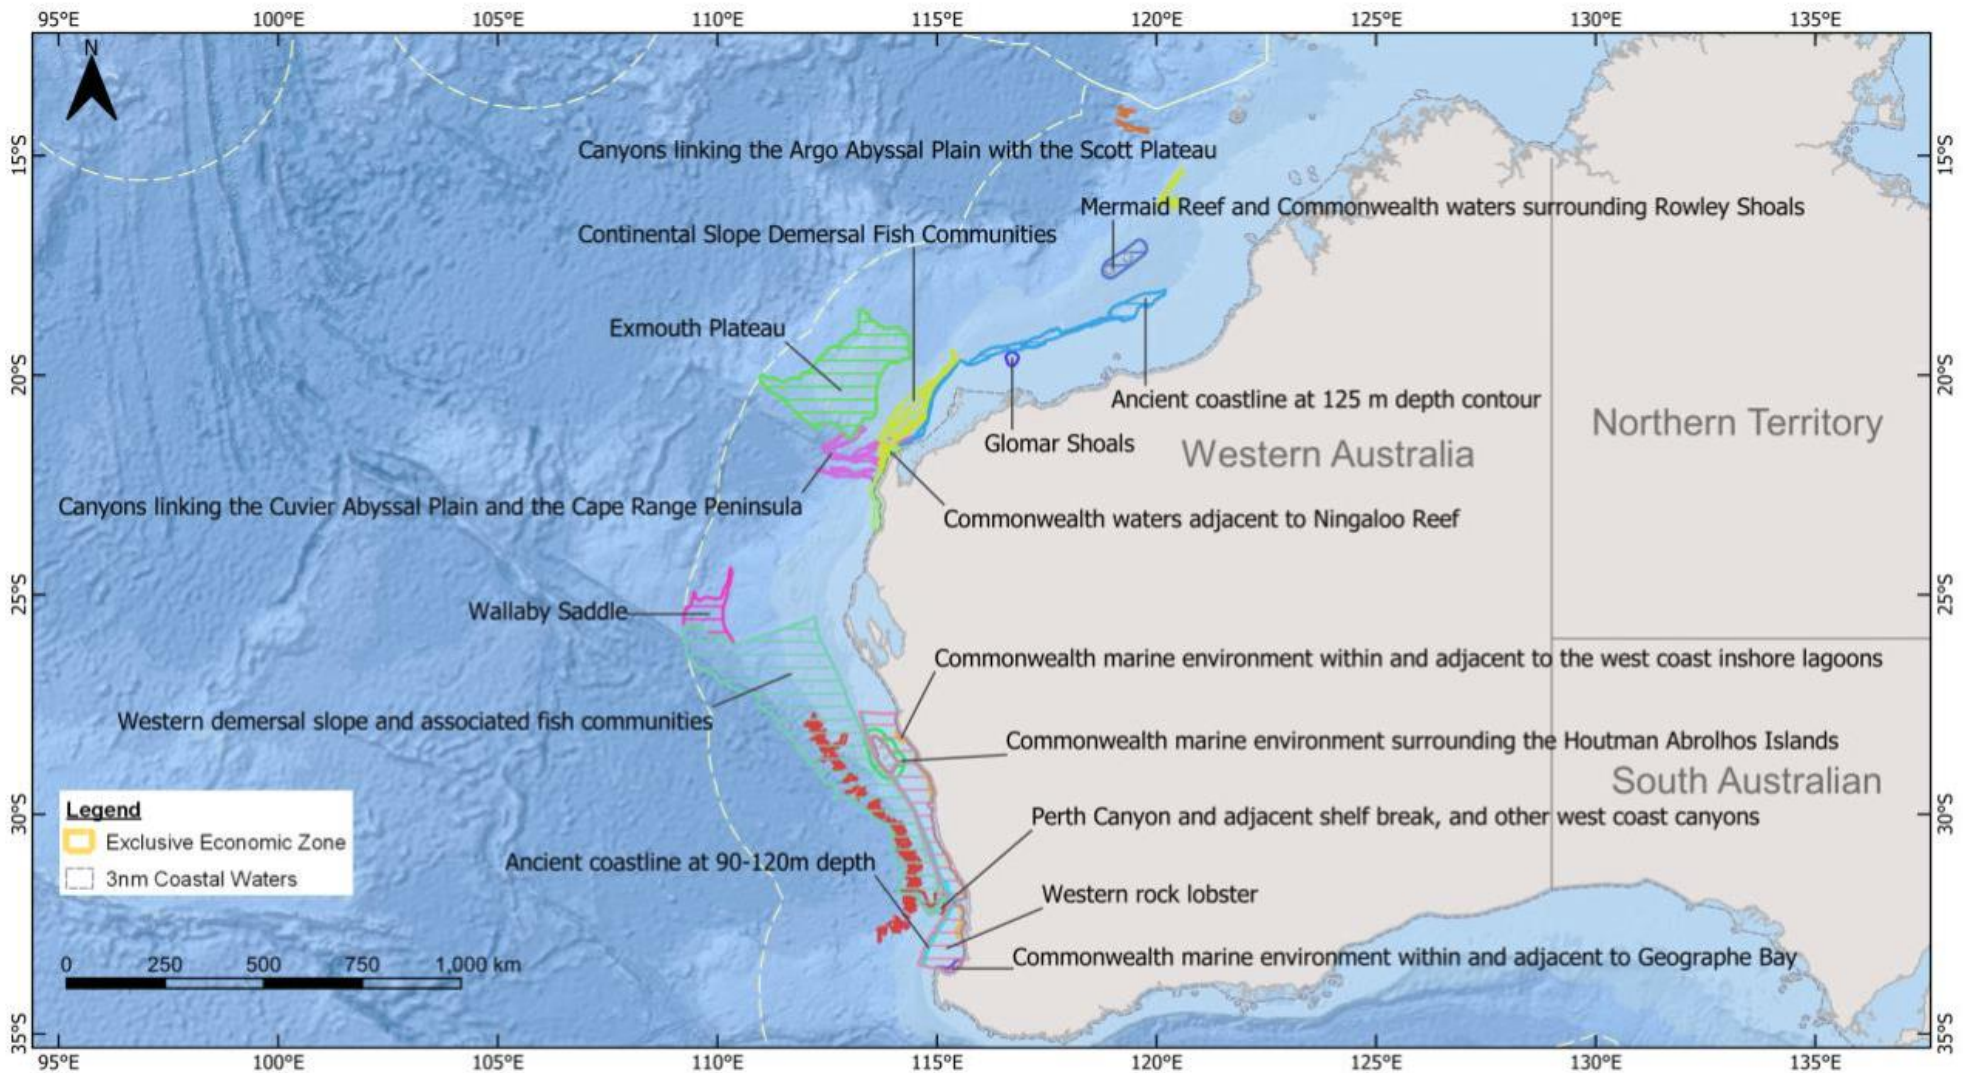 95°E 100°E 105°E 110°E 115°E 120°E 125°E 130°E 135°E
N
15°S
15°S
Canyons linking the Argo Abyssal Plain with the Scott Plateau
Mermaid Reef and Commonwealth waters surrounding Rowley Shoals
Continental Slope Demersal Fish Communities
Exmouth Plateau
20°S
20°S
Ancient coastline at 125 m depth contour
Northern Territory
Glomar Shoals
Western Australia
Canyons linking the Cuvier Abyssal Plain and the Cape Range Peninsula
Commonwealth waters adjacent to Ningaloo Reef
25°S
25°S
Wallaby Saddle
Commonwealth marine environment within and adjacent to the west coast inshore lagoons
Western demersal slope and associated fish communities
Commonwealth marine environment surrounding the Houtman Abrolhos Islands
South Australian
Legend
Exclusive Economic Zone
3nm Coastal Waters
30°S
30°S
Perth Canyon and adjacent shelf break, and other west coast canyons
Ancient coastline at 90-120m depth
Western rock lobster
Commonwealth marine environment within and adjacent to Geographe Bay
0 250 500 750 1,000 km
35°S
35°S
95°E 100°E 105°E 110°E 115°E 120°E 125°E 130°E 135°E